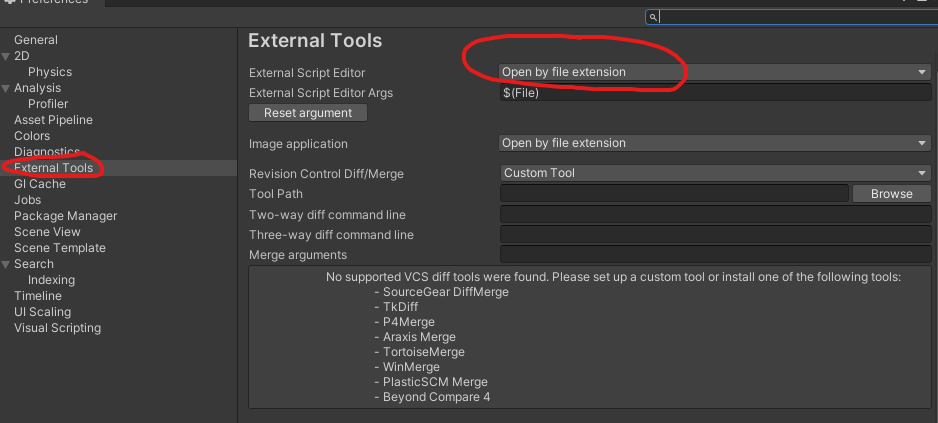 Preferences
General
2D
Physics
Analysis
Profiler
Asset Pipeline
Colors
Diagnostics
External Tools
GI Cache
Jobs
Package Manager
Scene View
Scene Template
Search
Indexing
Timeline
UI Scaling
Visual Scripting
External Tools
External Script Editor Open by file extension
External Script Editor Args $(File)
Reset argument
Image application Open by file extension
Revision Control Diff/Merge Custom Tool
Tool Path Browse
Two-way diff command line
Three-way diff command line
Merge arguments
No supported VCS diff tools were found. Please set up a custom tool or install one of the following tools:
- SourceGear DiffMerge
- TkDiff
- P4Merge
- Araxis Merge
- TortoiseMerge
- WinMerge
- PlasticSCM Merge
- Beyond Compare 4